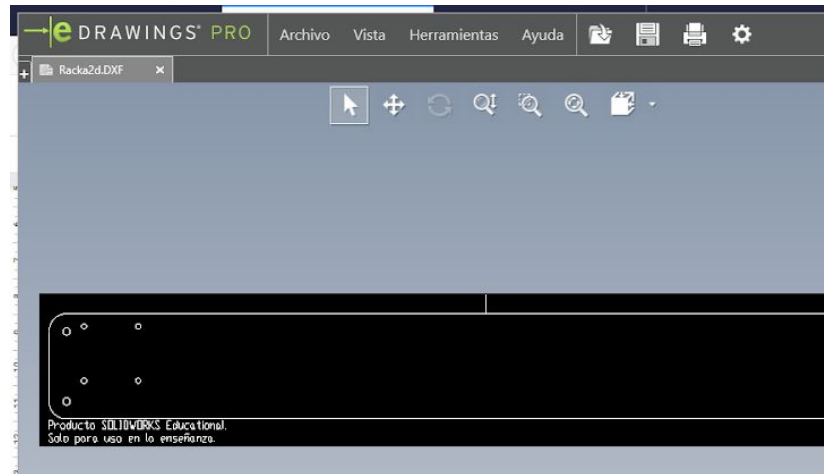 eDRAWINGS® PRO Archivo Vista Herramientas Ayuda
Racka2d.DXF
Producto SOLIDWORKS Educational.
Solo para uso en la enseñanza.